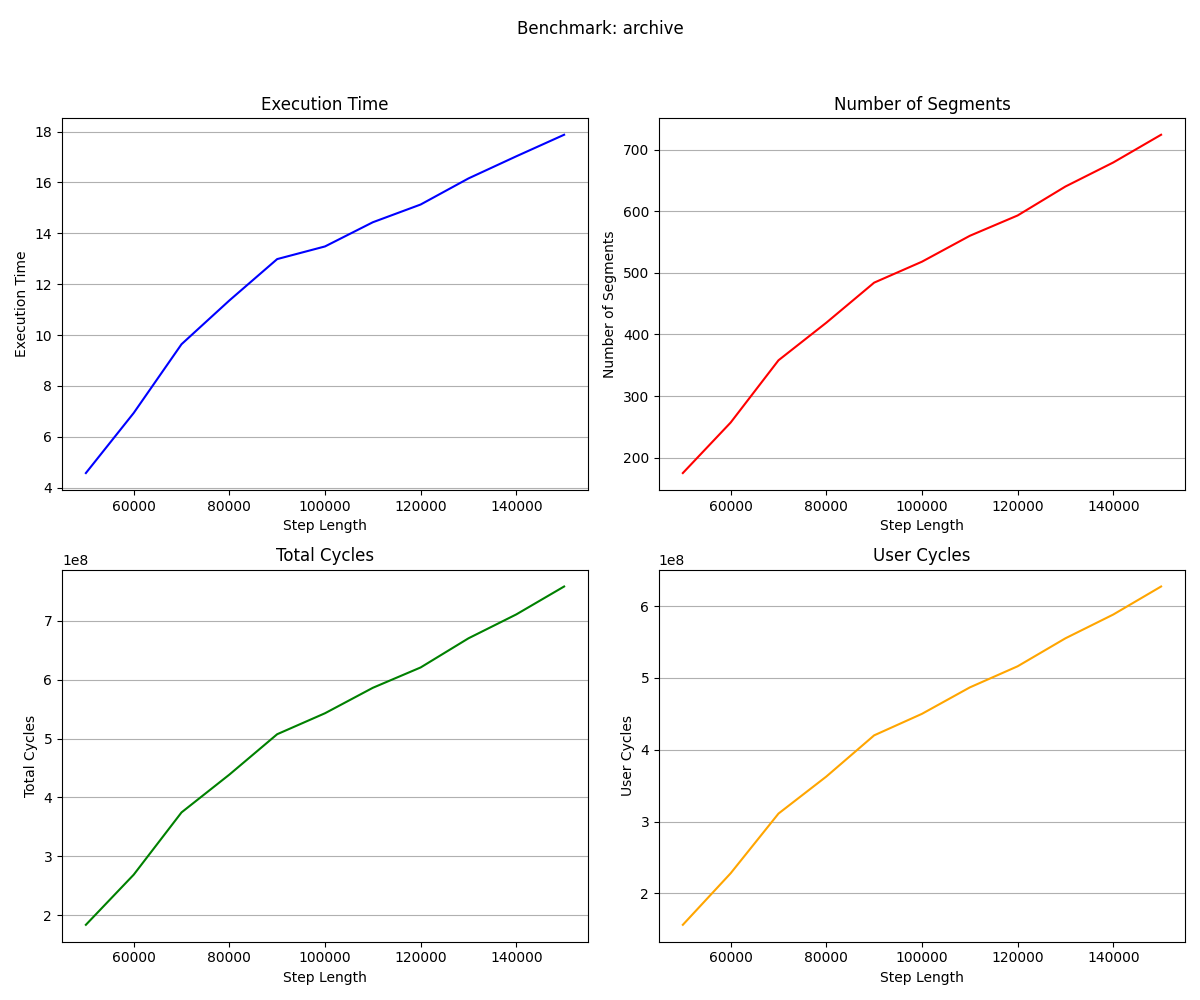 Benchmark: archive
Execution Time
Execution Time
18
16
14
12
10
8
6
4
60000 80000 100000 120000 140000
Step Length
Number of Segments
Number of Segments
700
600
500
400
300
200
60000 80000 100000 120000 140000
Step Length
Total Cycles
1e8
Total Cycles
7
6
5
4
3
2
60000 80000 100000 120000 140000
Step Length
User Cycles
1e8
User Cycles
6
5
4
3
2
60000 80000 100000 120000 140000
Step Length